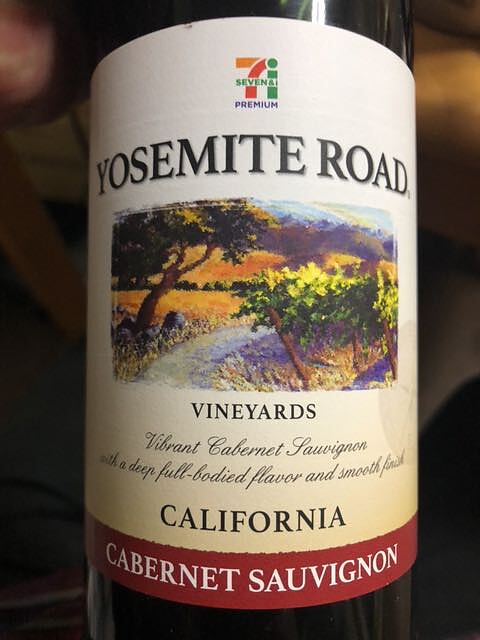 SEVEN&i
PREMIUM
YOSEMITE ROAD
VINEYARDS
Vibrant Cabernet Sauvignon
with a deep full-bodied flavor and smooth finish
CALIFORNIA
CABERNET SAUVIGNON